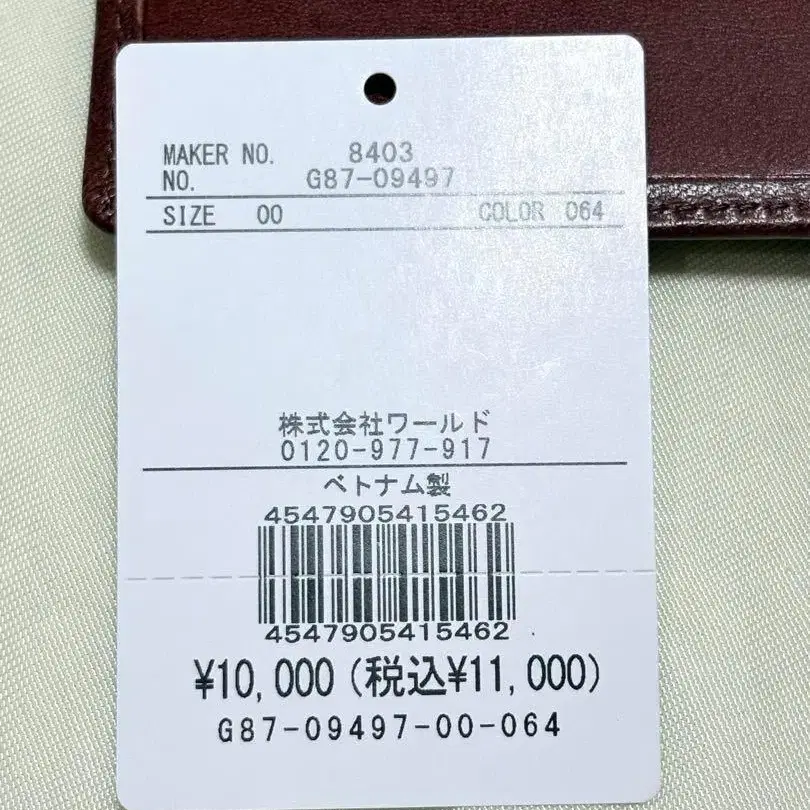 MAKER NO. 8403
NO. G87-09497
SIZE 00 COLOR 064
株式会社ワールド
0120-977-917
ベトナム製
4547905415462
4547905415462
¥10,000(税込¥11,000)
G87-09497-00-064